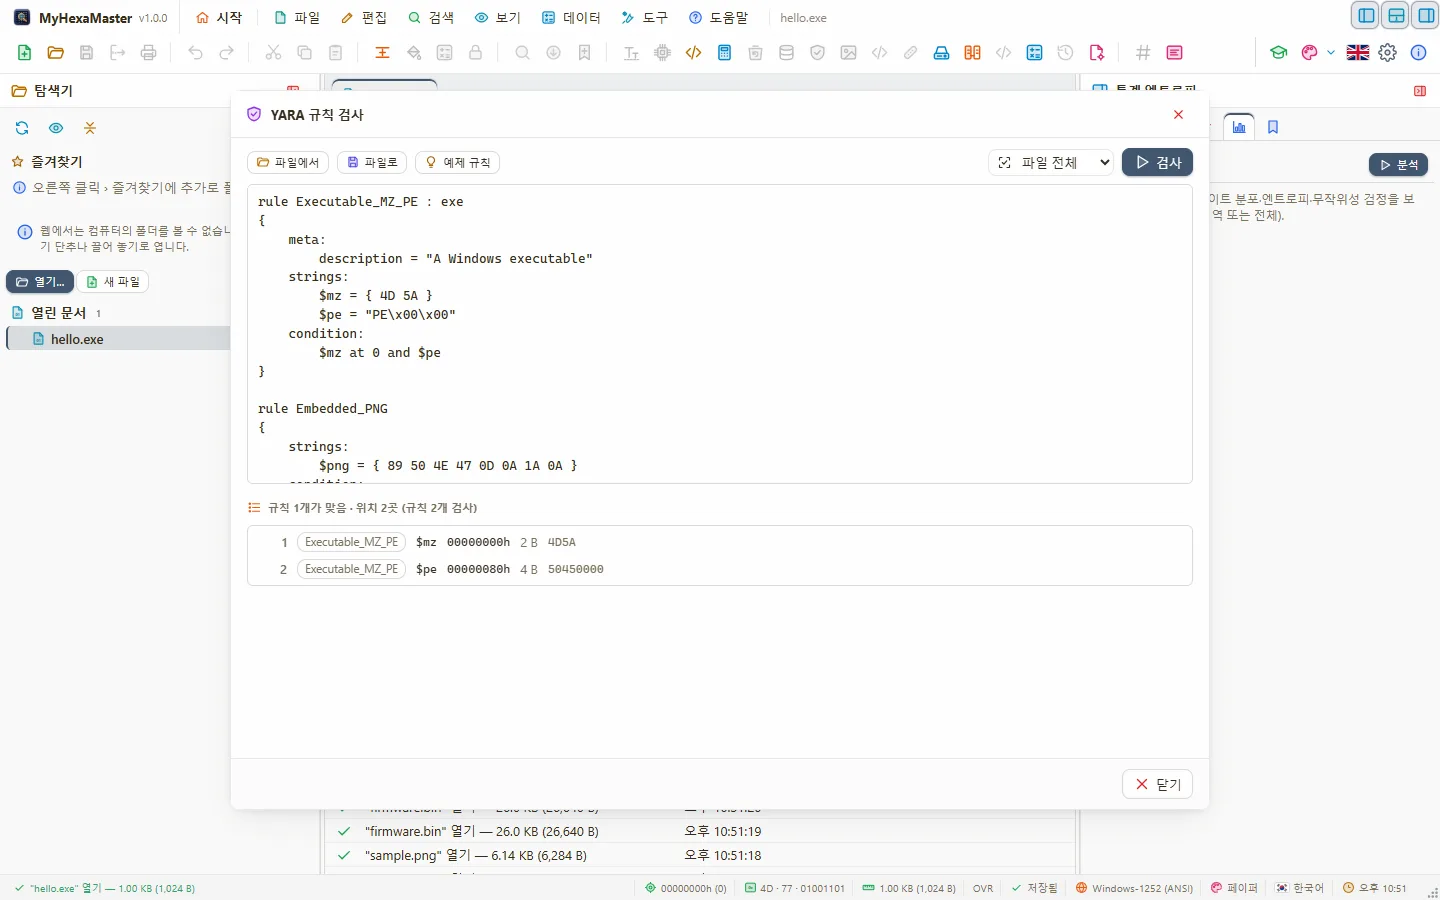 MyHexaMaster v1.0.0 시작 파일 편집 검색 보기 데이터 도구 도움말 hello.exe
탐색기
즐겨찾기
오른쪽 클릭 › 즐겨찾기에 추가로
웹에서는 컴퓨터의 폴더를 볼 수 없습니
기 단추나 끌어 놓기로 엽니다.
열기... 새 파일
열린 문서 1
hello.exe
YARA 규칙 검사
파일에서 파일로 예제 규칙 파일 전체 검사
rule Executable_MZ_PE : exe
{
meta:
description = "A Windows executable"
strings:
$mz = { 4D 5A }
$pe = "PE\x00\x00"
condition:
$mz at 0 and $pe
}
rule Embedded_PNG
{
strings:
$png = { 89 50 4E 47 0D 0A 1A 0A }
condition:
규칙 1개가 맞음 · 위치 2곳 (규칙 2개 검사)
1 Executable_MZ_PE $mz 00000000h 2 B 4D5A
2 Executable_MZ_PE $pe 00000080h 4 B 50450000
닫기
통계·엔트로피
분석
이트 분포·엔트로피·무작위성 검정을 보
역 또는 전체).
"firmware.bin" 열기 — 26.0 KB (26,640 B) 오후 10:51:19
"sample.png" 열기 — 6.14 KB (6,284 B) 오후 10:51:18
"hello.exe" 열기 — 1.00 KB (1,024 B) 00000000h (0) 4D · 77 · 01001101 1.00 KB (1,024 B) OVR 저장됨 Windows-1252 (ANSI) 페이퍼 한국어 오후 10:51